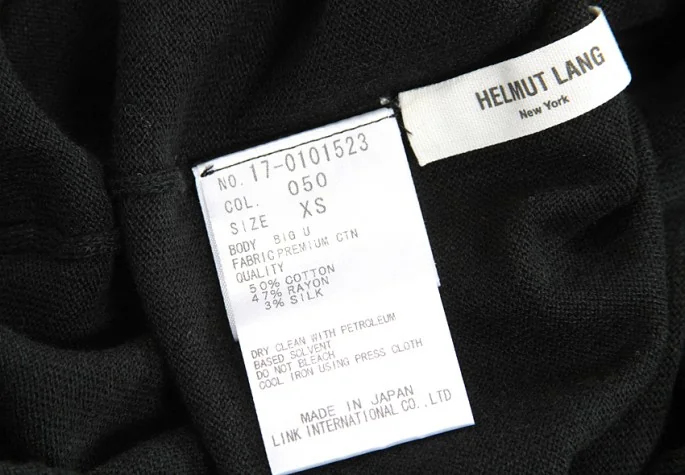 HELMUT LANG
New York
NO. 17-0101523
COL. 050
SIZE XS
BODY BIG U
FABRIC PREMIUM CTN
QUALITY
50% COTTON
47% RAYON
3% SILK
DRY CLEAN WITH PETROLEUM
BASED SOLVENT
DO NOT BLEACH
COOL IRON USING PRESS CLOTH
MADE IN JAPAN
LINK INTERNATIONAL CO.,LTD